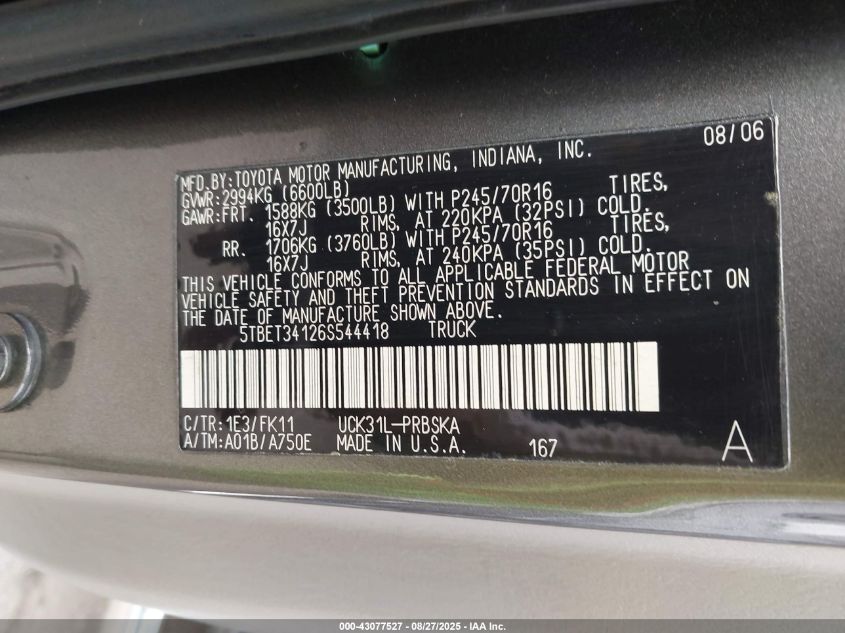 08/06
MFD.BY:TOYOTA MOTOR MANUFACTURING, INDIANA, INC.
GVWR:2994KG (6600LB)
GAWR:FRT. 1588KG (3500LB) WITH P245/70R16 TIRES,
16X7J RIMS, AT 220KPA (32PSI) COLD.
RR. 1706KG (3760LB) WITH P245/70R16 TIRES,
16X7J RIMS, AT 240KPA (35PSI) COLD.
THIS VEHICLE CONFORMS TO ALL APPLICABLE FEDERAL MOTOR
VEHICLE SAFETY AND THEFT PREVENTION STANDARDS IN EFFECT ON
THE DATE OF MANUFACTURE SHOWN ABOVE.
5TBET34126S544418 TRUCK
C/TR:1E3/FK11 UCK31L-PRBSKA
A/TM:A01B/A750E MADE IN U.S.A. 167 A
000-43077527 - 08/27/2025 - IAA Inc.